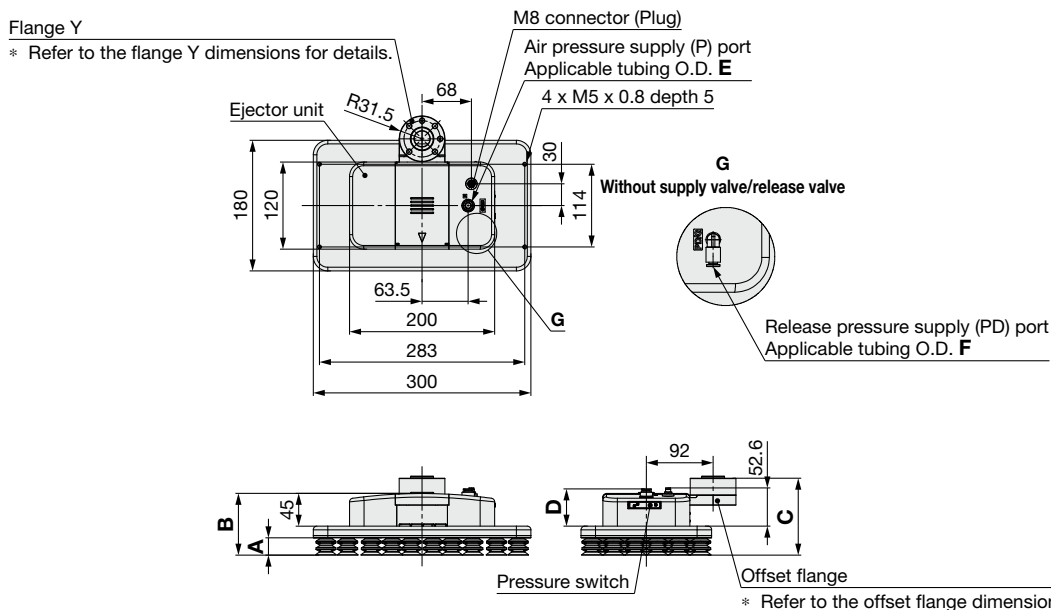 Flange Y
* Refer to the flange Y dimensions for details.
M8 connector (Plug)
Air pressure supply (P) port
Applicable tubing O.D. E
68
R31.5
4 x M5 x 0.8 depth 5
Ejector unit
30
180
120
114
G
Without supply valve/release valve
63.5
200
G
283
300
Release pressure supply (PD) port
Applicable tubing O.D. F
92
52.6
B
A
45
D
C
Pressure switch
Offset flange
* Refer to the offset flange dimension